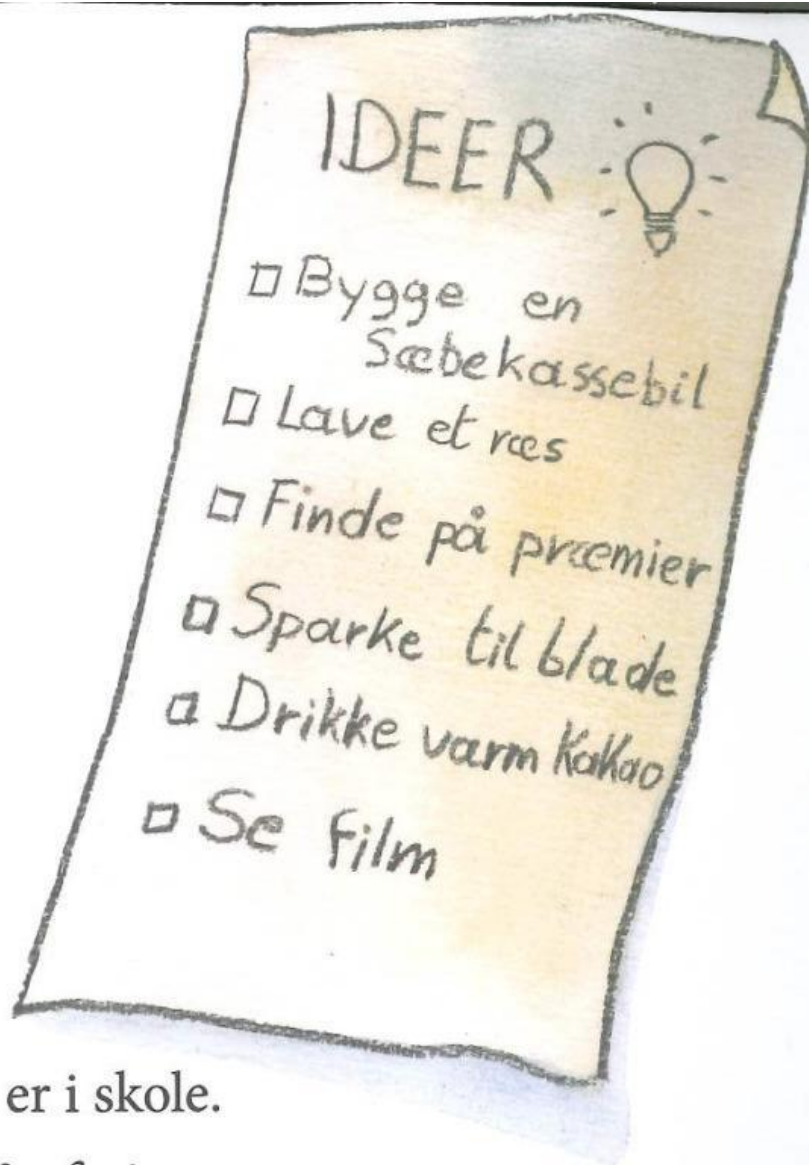 IDEER
Bygge en
Sæbekassebil
Lave et ræs
Finde på præmier
Sparke til blade
Drikke varm Kakao
Se film
er i skole.